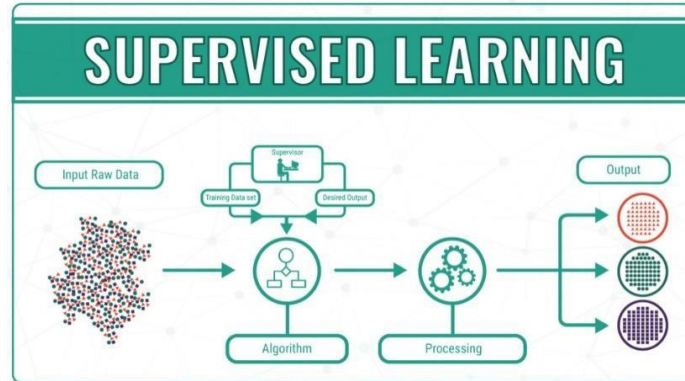 SUPERVISED LEARNING
Supervisor
Input Raw Data
Output
Training Data set
Desired Output
Algorithm
Processing